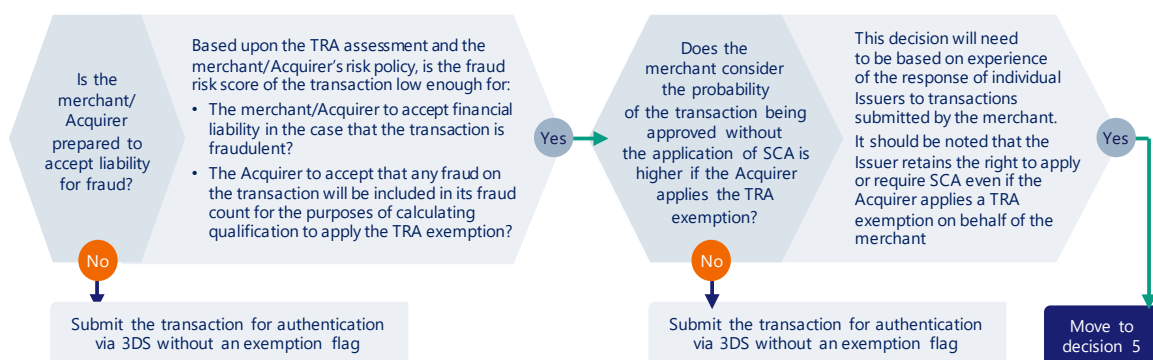 Is the
merchant/
Acquirer
prepared to
accept liability
for fraud?
Based upon the TRA assessment and the
merchant/Acquirer's risk policy, is the fraud
risk score of the transaction low enough for:
• The merchant/Acquirer to accept financial
liability in the case that the transaction is
fraudulent?
• The Acquirer to accept that any fraud on
the transaction will be included in its fraud
count for the purposes of calculating
qualification to apply the TRA exemption?
Yes
No
Submit the transaction for authentication
via 3DS without an exemption flag
Does the
merchant consider
the probability
of the transaction being
approved without
the application of SCA is
higher if the Acquirer
applies the TRA
exemption?
This decision will need
to be based on experience
of the response of individual
Issuers to transactions
submitted by the merchant.
It should be noted that the
Issuer retains the right to apply
or require SCA even if the
Acquirer applies a TRA
exemption on behalf of the
merchant
Yes
No
Submit the transaction for authentication
via 3DS without an exemption flag
Move to
decision 5